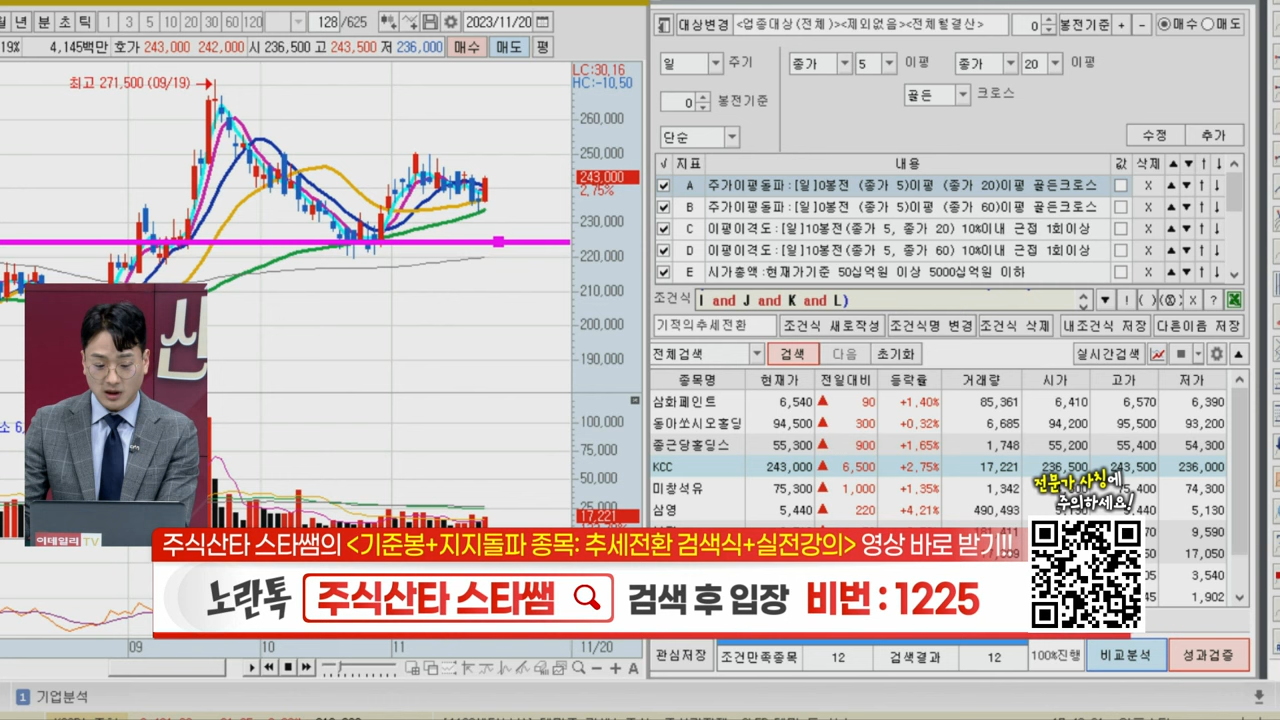 월 년 분 초 틱 1 3 5 10 20 30 60 120 128 /625 2023/11/20
19% 4,145백만 호가 243,000 242,000 시 236,500 고 243,500 저 236,000 매수 매도 평
최고 271,500 (09/19)
LC:30,16
HC:-10,50
260,000
250,000
243,000
2,75%
230,000
220,000
210,000
200,000
190,000
소 6,
100,000
75,000
50,000
25,000
17,221
09 10 11 11/20
A
대상변경 <업종대상(전체)><제외없음><전체월결산> 0 봉전기준 + - 매수 매도
일 주기 종가 5 이평 종가 20 이평
0 봉전기준 골든 크로스
단순 수정 추가
√ 지표 내용 값 삭제 ▲ ▼ ↑ ↓
A 주가이평돌파:[일]0봉전 (종가 5)이평 (종가 20)이평 골든크로스 X ▲ ▼ ↑ ↓
B 주가이평돌파:[일]0봉전 (종가 5)이평 (종가 60)이평 골든크로스 X ▲ ▼ ↑ ↓
C 이평이격도:[일]10봉전(종가 5, 종가 20) 10%이내 근접 1회이상 X ▲ ▼ ↑ ↓
D 이평이격도:[일]10봉전(종가 5, 종가 60) 10%이내 근접 1회이상 X ▲ ▼ ↑ ↓
E 시가총액:현재가기준 50십억원 이상 5000십억원 이하 X ▲ ▼ ↑ ↓
조건식 I and J and K and L) ▼ ! ( ) X ?
기적의추세전환 조건식 새로작성 조건식명 변경 조건식 삭제 내조건식 저장 다른이름 저장
전체검색 검색 다음 초기화 실시간검색
종목명 현재가 전일대비 등락률 거래량 시가 고가 저가
삼화페인트 6,540 ▲ 90 +1,40% 85,361 6,410 6,570 6,390
동아쏘시오홀딩 94,500 ▲ 300 +0,32% 6,685 94,200 95,500 93,200
종근당홀딩스 55,300 ▲ 900 +1,65% 1,748 55,200 55,400 54,300
KCC 243,000 ▲ 6,500 +2,75% 17,221 236,500 243,500 236,000
미창석유 75,300 ▲ 1,000 +1,35% 1,342 74,300
삼영 5,440 ▲ 220 +4,21% 490,493 5,130
9,590
17,050
3,540
1,902
전문가 사칭에
주의하세요!
이데일리TV
주식산타 스타쌤의 <기준봉+지지돌파 종목: 추세전환 검색식+실전강의> 영상 바로 받기!!
노란톡 주식산타 스타쌤 검색 후 입장 비번 : 1225
관심저장 조건만족종목 12 검색결과 12 100%진행 비교분석 성과검증
1 기업분석